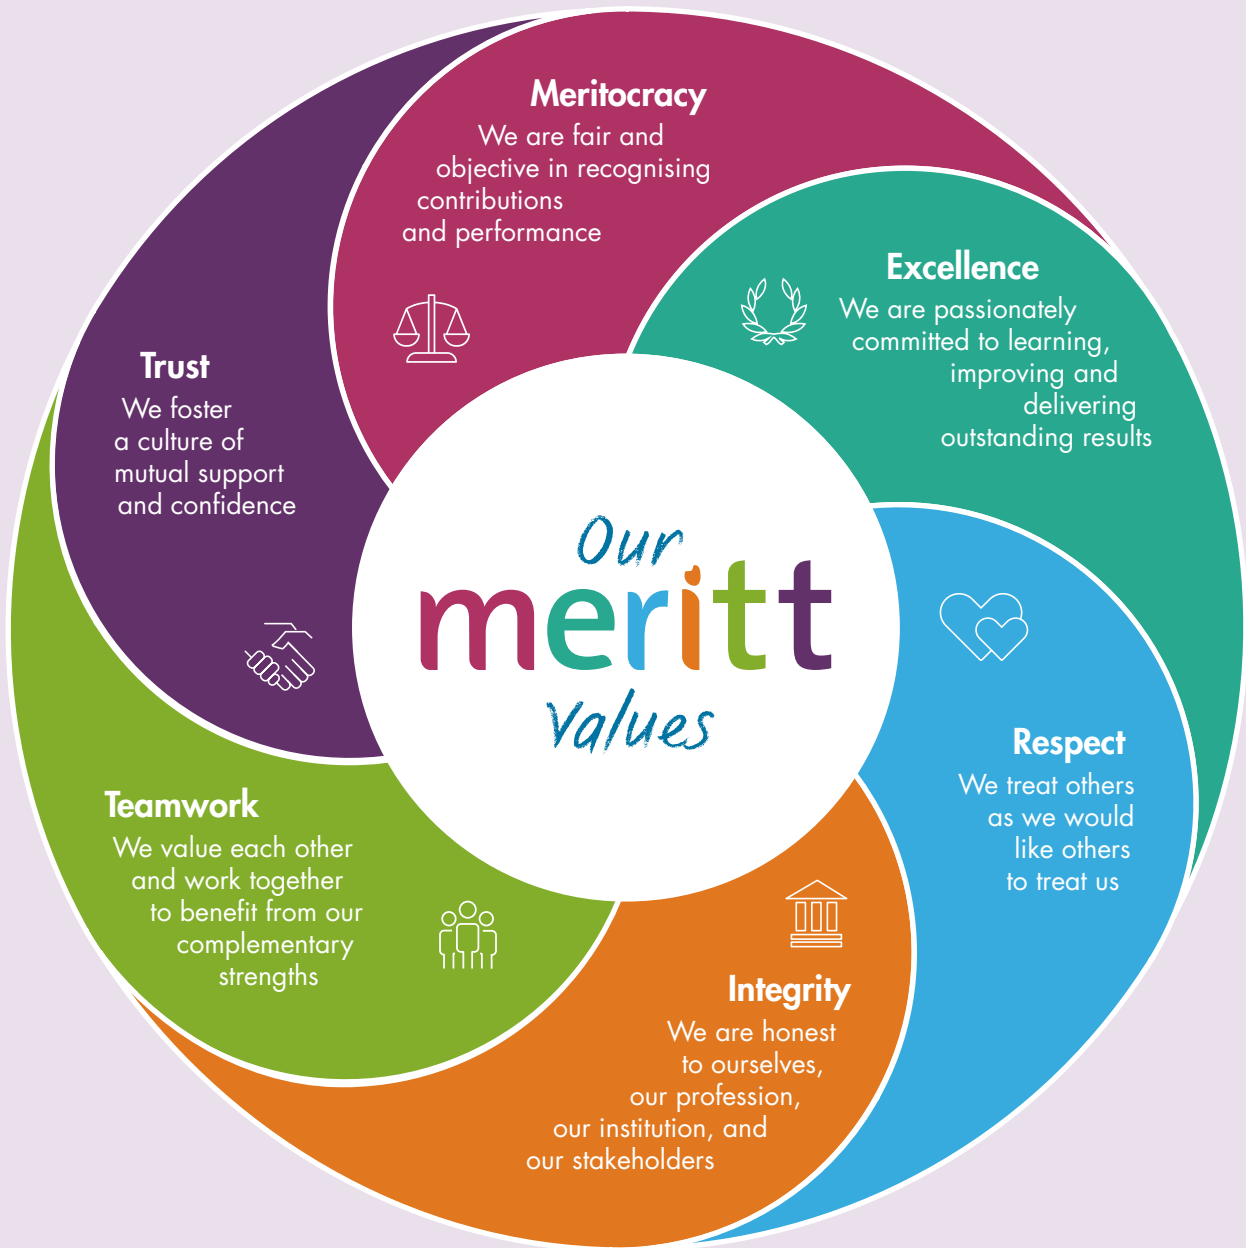 Meritocracy
We are fair and
objective in recognising
contributions
and performance
Excellence
We are passionately
committed to learning,
improving and
delivering
outstanding results
Respect
We treat others
as we would
like others
to treat us
Integrity
We are honest
to ourselves,
our profession,
our institution, and
our stakeholders
Teamwork
We value each other
and work together
to benefit from our
complementary
strengths
Trust
We foster
a culture of
mutual support
and confidence
Our
meritt
values